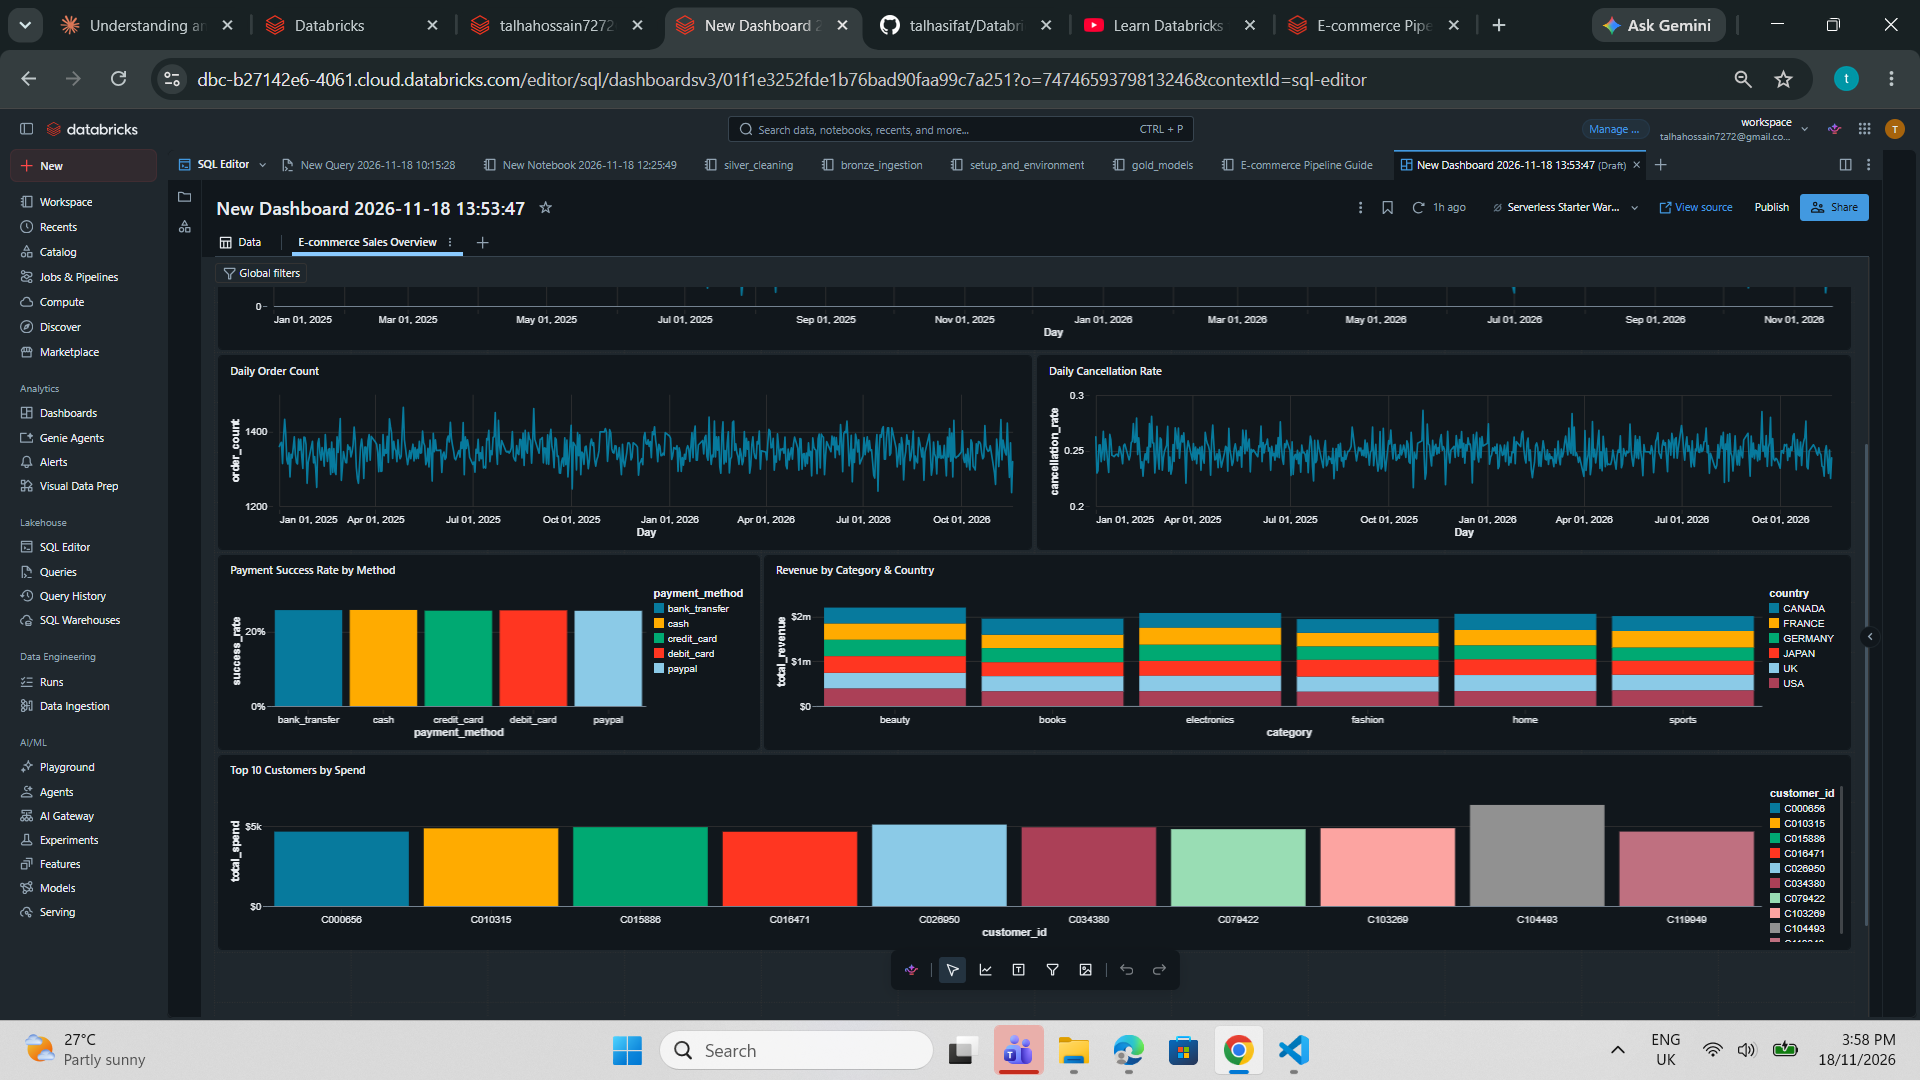 Understanding an
Databricks
talhahossain7272
New Dashboard 2
talhasifat/Databri
Learn Databricks
E-commerce Pipe
Ask Gemini
dbc-b27142e6-4061.cloud.databricks.com/editor/sql/dashboardsv3/01f1e3252fde1b76bad90faa99c7a251?o=7474659379813246&contextId=sql-editor
t
databricks
Search data, notebooks, recents, and more...
CTRL + P
Manage ...
workspace
talhahossain7272@gmail.co...
T
New
SQL Editor
New Query 2026-11-18 10:15:28
New Notebook 2026-11-18 12:25:49
silver_cleaning
bronze_ingestion
setup_and_environment
gold_models
E-commerce Pipeline Guide
New Dashboard 2026-11-18 13:53:47 (Draft)
Workspace
Recents
Catalog
Jobs & Pipelines
Compute
Discover
Marketplace
Analytics
Dashboards
Genie Agents
Alerts
Visual Data Prep
Lakehouse
SQL Editor
Queries
Query History
SQL Warehouses
Data Engineering
Runs
Data Ingestion
AI/ML
Playground
Agents
AI Gateway
Experiments
Features
Models
Serving
New Dashboard 2026-11-18 13:53:47
1h ago
Serverless Starter War...
View source
Publish
Share
Data
E-commerce Sales Overview
Global filters
0
Jan 01, 2025
Mar 01, 2025
May 01, 2025
Jul 01, 2025
Sep 01, 2025
Nov 01, 2025
Jan 01, 2026
Mar 01, 2026
May 01, 2026
Jul 01, 2026
Sep 01, 2026
Nov 01, 2026
Day
Daily Order Count
order_count
1400
1200
Jan 01, 2025
Apr 01, 2025
Jul 01, 2025
Oct 01, 2025
Jan 01, 2026
Apr 01, 2026
Jul 01, 2026
Oct 01, 2026
Day
Daily Cancellation Rate
cancellation_rate
0.3
0.25
0.2
Jan 01, 2025
Apr 01, 2025
Jul 01, 2025
Oct 01, 2025
Jan 01, 2026
Apr 01, 2026
Jul 01, 2026
Oct 01, 2026
Day
Payment Success Rate by Method
success_rate
20%
0%
bank_transfer
cash
credit_card
debit_card
paypal
payment_method
payment_method
bank_transfer
cash
credit_card
debit_card
paypal
Revenue by Category & Country
total_revenue
$2m
$1m
$0
beauty
books
electronics
fashion
home
sports
category
country
CANADA
FRANCE
GERMANY
JAPAN
UK
USA
Top 10 Customers by Spend
total_spend
$5k
$0
C000656
C010315
C015886
C016471
C026950
C034380
C079422
C103269
C104493
C119949
customer_id
customer_id
C000656
C010315
C015886
C016471
C026950
C034380
C079422
C103269
C104493
27°C
Partly sunny
Search
ENG
UK
3:58 PM
18/11/2026